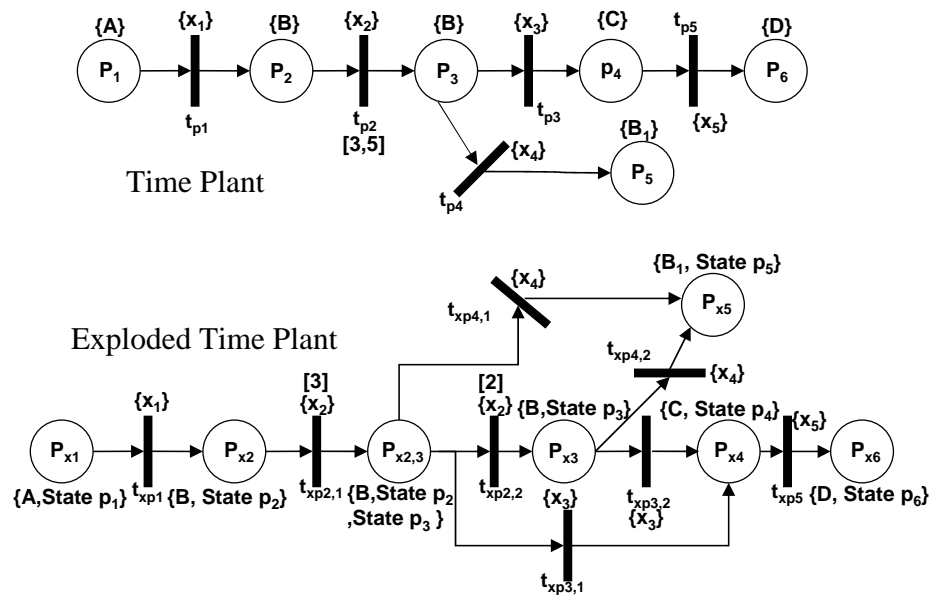 {A} {x1} {B} {x2} {B} {x3} {C} tp5 {D}
P1 P2 P3 p4 P6
tp1 tp2 tp3 {x5}
[3,5] {B1}
{x4}
P5
Time Plant tp4
{B1, State p5}
{x4}
Px5
txp4,1
Exploded Time Plant
txp4,2
[3] [2] {x4}
{x1} {x2} {x2} {B,State p3} {C, State p4} {x5}
Px1 Px2 Px2,3 Px3 Px4 Px6
{A,State p1} txp1 {B, State p2} txp2,1 {B,State p2 txp2,2 txp3,2 txp5 {D, State p6}
,State p3 } {x3} {x3}
txp3,1